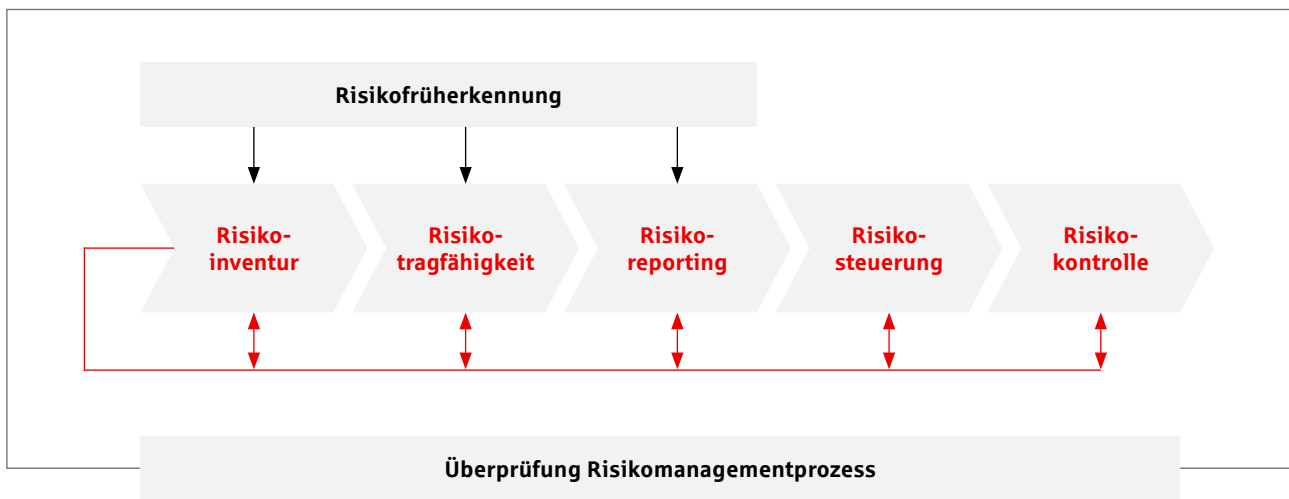 Risikofrüherkennung
Risiko-
inventur
Risiko-
tragfähigkeit
Risiko-
reporting
Risiko-
steuerung
Risiko-
kontrolle
Überprüfung Risikomanagementprozess